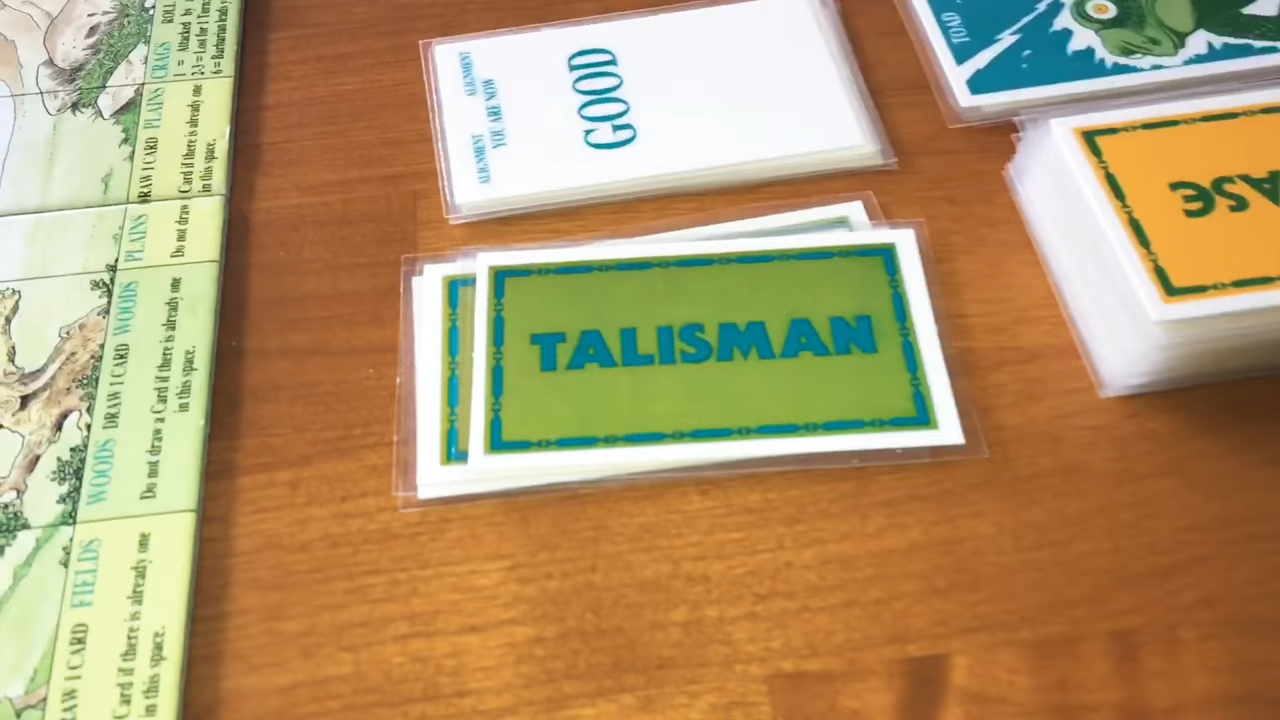 CRAGS ROLL
1 = Attacked by
2-3 = Lost for 1 Turn
6 = Barbarian leads
PLAINS
DRAW 1 CARD
Do not draw a Card if there is already one
in this space.
PLAINS
WOODS DRAW 1 CARD WOODS
Do not draw a Card if there is already one
in this space.
DRAW 1 CARD FIELDS
Card if there is already one
in this space.
ALIGNMENT ALIGNMENT
YOU ARE NOW
GOOD
TALISMAN
TOAD
ASE